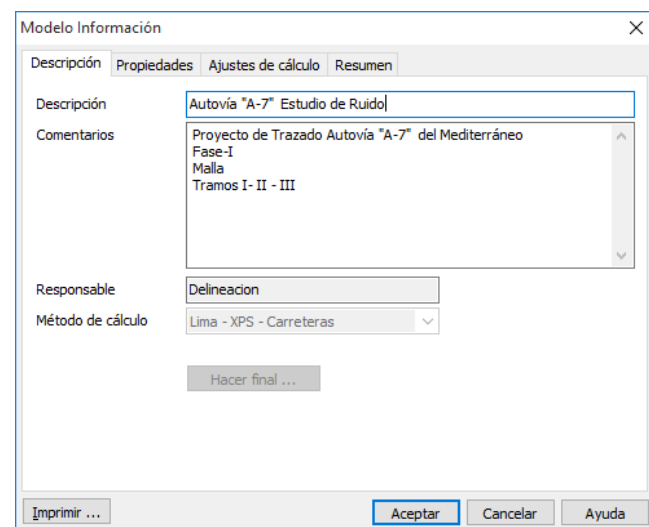 Modelo Información
Descripción Propiedades Ajustes de cálculo Resumen
Descripción Autovía "A-7" Estudio de Ruido
Comentarios Proyecto de Trazado Autovía "A-7" del Mediterráneo
Fase-I
Malla
Tramos I- II - III
Responsable Delineacion
Método de cálculo Lima - XPS - Carreteras
Hacer final ...
Imprimir ... Aceptar Cancelar Ayuda